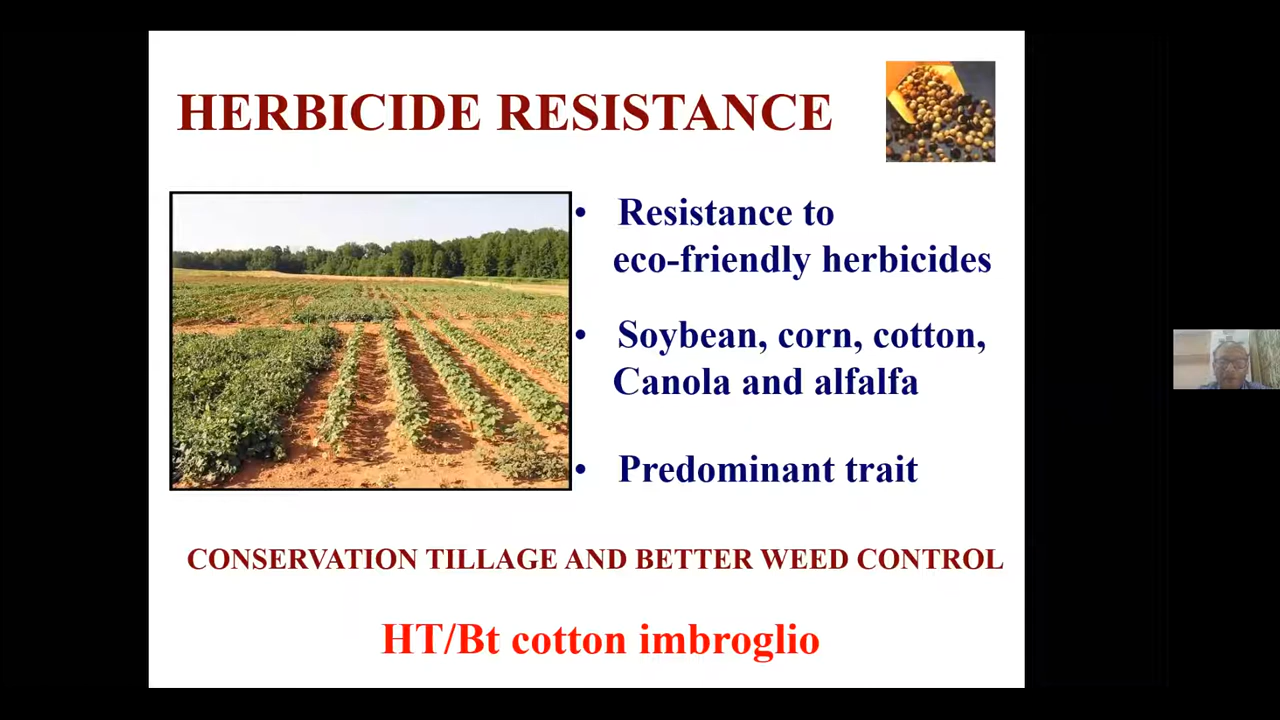 HERBICIDE RESISTANCE
• Resistance to
eco-friendly herbicides
• Soybean, corn, cotton,
Canola and alfalfa
• Predominant trait
CONSERVATION TILLAGE AND BETTER WEED CONTROL
HT/Bt cotton imbroglio